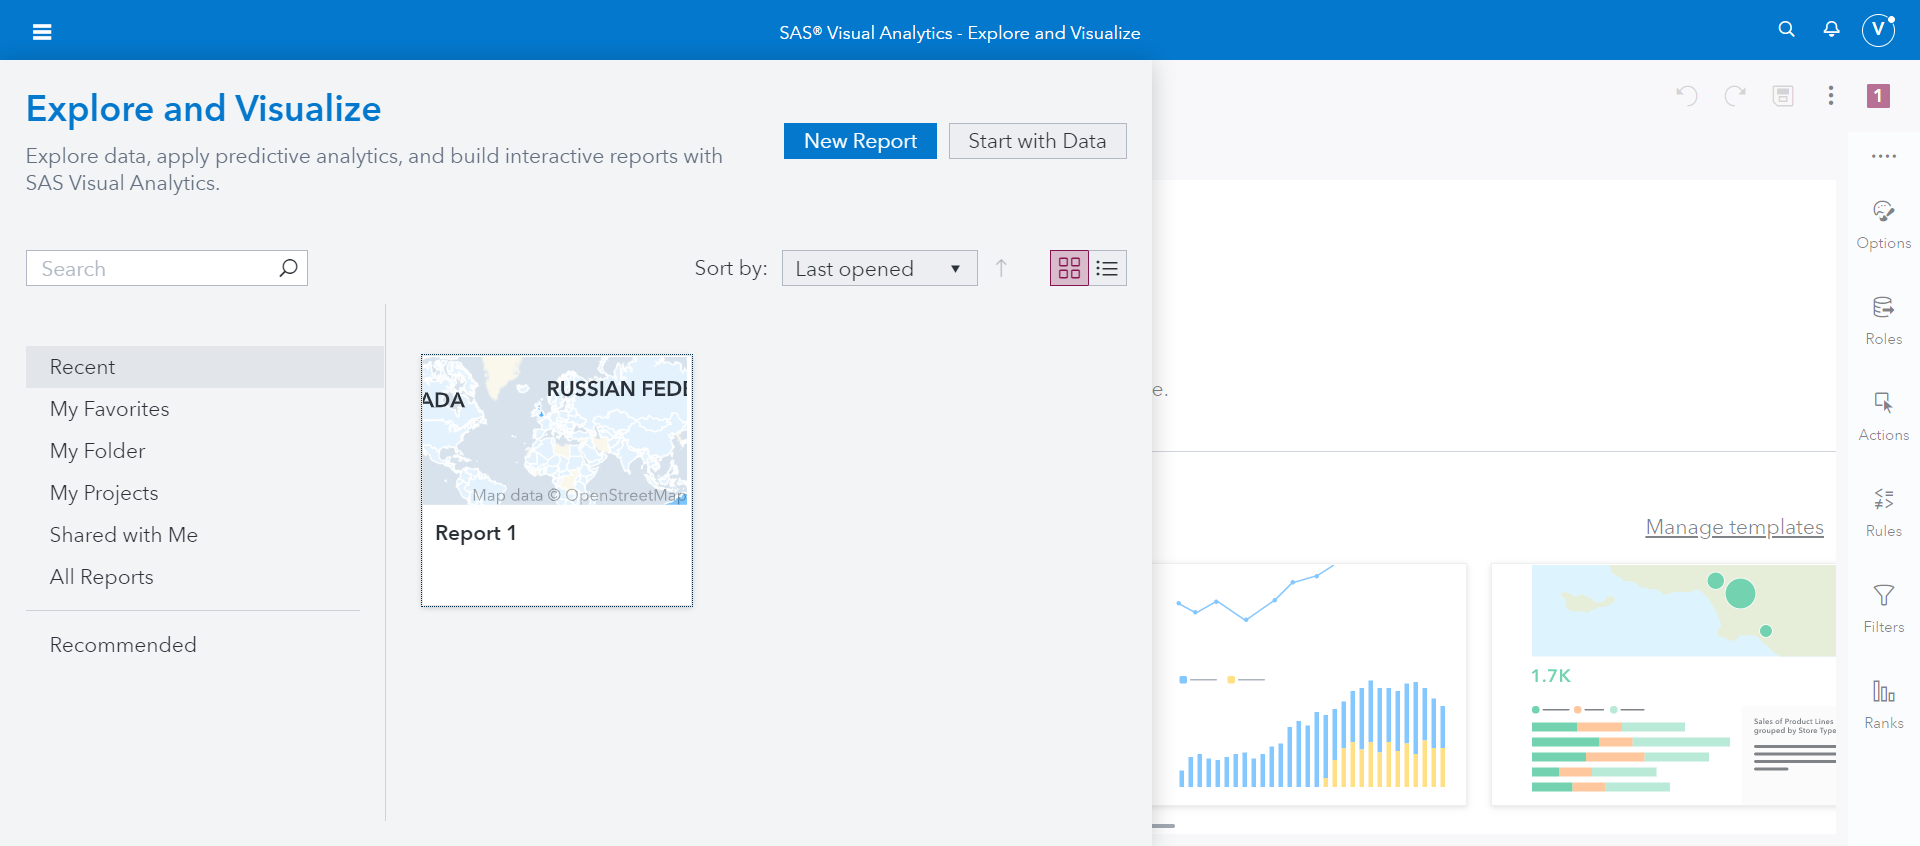 SAS® Visual Analytics - Explore and Visualize
V
Explore and Visualize
Explore data, apply predictive analytics, and build interactive reports with
SAS Visual Analytics.
New Report
Start with Data
1
Search
Sort by:
Last opened
Recent
My Favorites
My Folder
My Projects
Shared with Me
All Reports
Recommended
ADA
RUSSIAN FEDE
Map data © OpenStreetMap
Report 1
e.
Manage templates
1.7K
Sales of Product Lines
grouped by Store Type
Options
Roles
Actions
Rules
Filters
Ranks